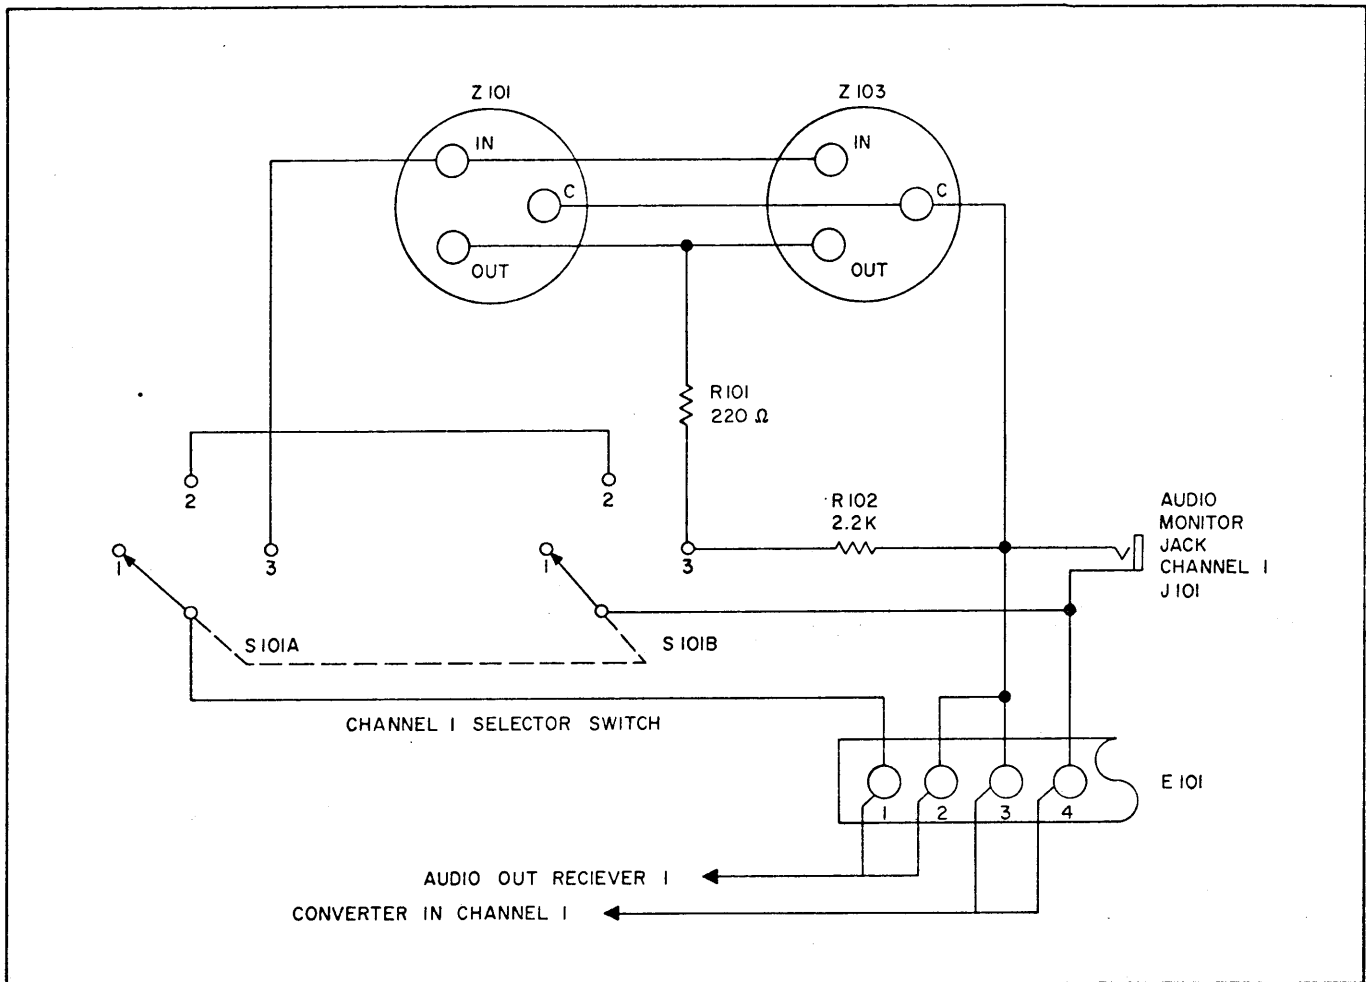 Z 101
Z 103
IN
IN
C
C
OUT
OUT
R 101
220 Ω
2
2
R 102
2.2K
AUDIO
MONITOR
JACK
CHANNEL 1
J 101
1
3
1
3
S 101A
S 101B
CHANNEL 1 SELECTOR SWITCH
E 101
1
2
3
4
AUDIO OUT RECIEVER 1
CONVERTER IN CHANNEL 1